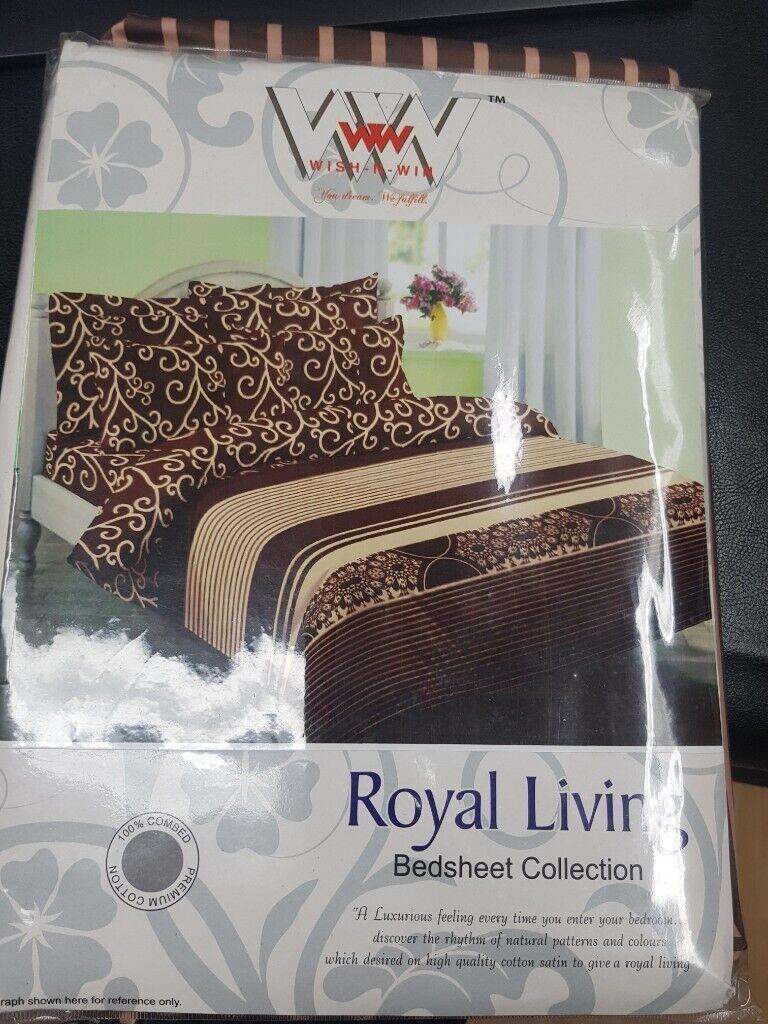 TM
WNW
WISH-N-WIN
"You dream. We fulfill.
Royal Living
Bedsheet Collection
100% COMBED
PREMIUM COTTON
"A Luxurious feeling every time you enter your bedroom...
discover the rhythm of natural patterns and colours
which desired on high quality cotton satin to give a royal living
raph shown here for reference only.